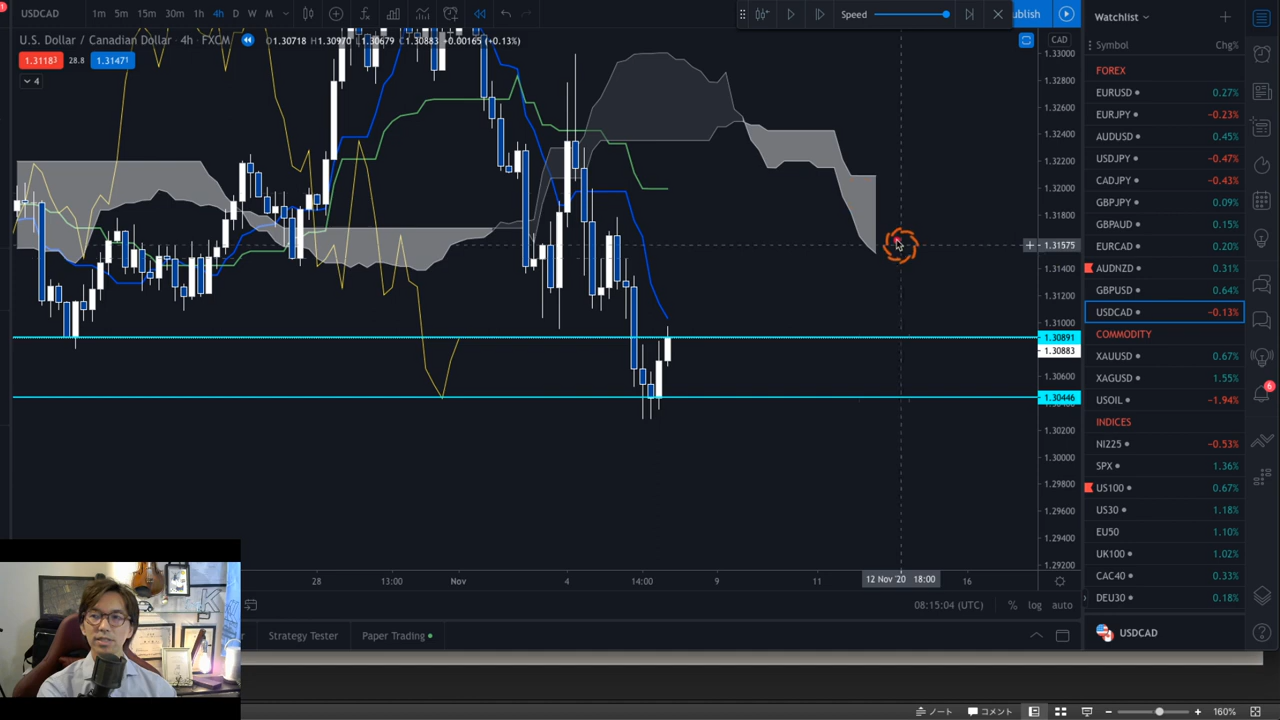 USDCAD 1m 5m 15m 30m 1h 4h D W M Speed ublish
U.S. Dollar / Canadian Dollar · 4h · FXCM O1.30718 H1.30970 L1.30679 C1.30883 +0.00165 (+0.13%)
1.31183 28.8 1.31471
4
CAD
1.33000
1.32800
1.32600
1.32400
1.32200
1.32000
1.31800
1.31575
1.31400
1.31200
1.31000
1.30891
1.30883
1.30600
1.30446
1.30200
1.30000
1.29800
1.29600
1.29400
1.29200
28 13:00 Nov 4 14:00 9 11 12 Nov '20 18:00 16
08:15:04 (UTC) % log auto
Strategy Tester Paper Trading
Watchlist
Symbol Chg%
FOREX
EURUSD 0.27%
EURJPY −0.23%
AUDUSD 0.45%
USDJPY −0.47%
CADJPY −0.43%
GBPJPY 0.09%
GBPAUD 0.15%
EURCAD 0.20%
AUDNZD 0.31%
GBPUSD 0.64%
USDCAD −0.13%
COMMODITY
XAUUSD 0.67%
XAGUSD 1.55%
USOIL −1.94%
INDICES
NI225 −0.53%
SPX 1.36%
US100 0.67%
US30 1.18%
EU50 1.10%
UK100 1.02%
CAC40 0.33%
DEU30 0.18%
USDCAD
6
ノート コメント 160%